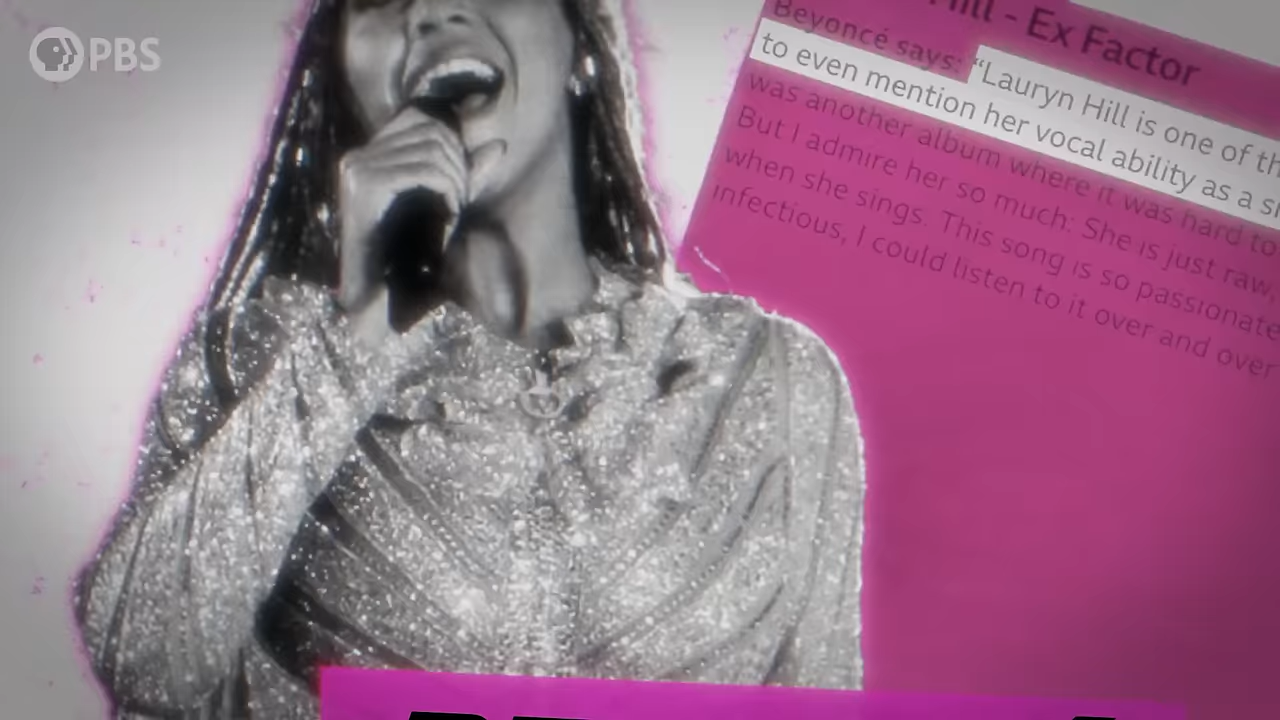 PBS
Hill - Ex Factor
Beyoncé says: “Lauryn Hill is one of th
to even mention her vocal ability as a si
was another album where it was hard to
But I admire her so much: She is just raw,
when she sings. This song is so passionate
infectious, I could listen to it over and over